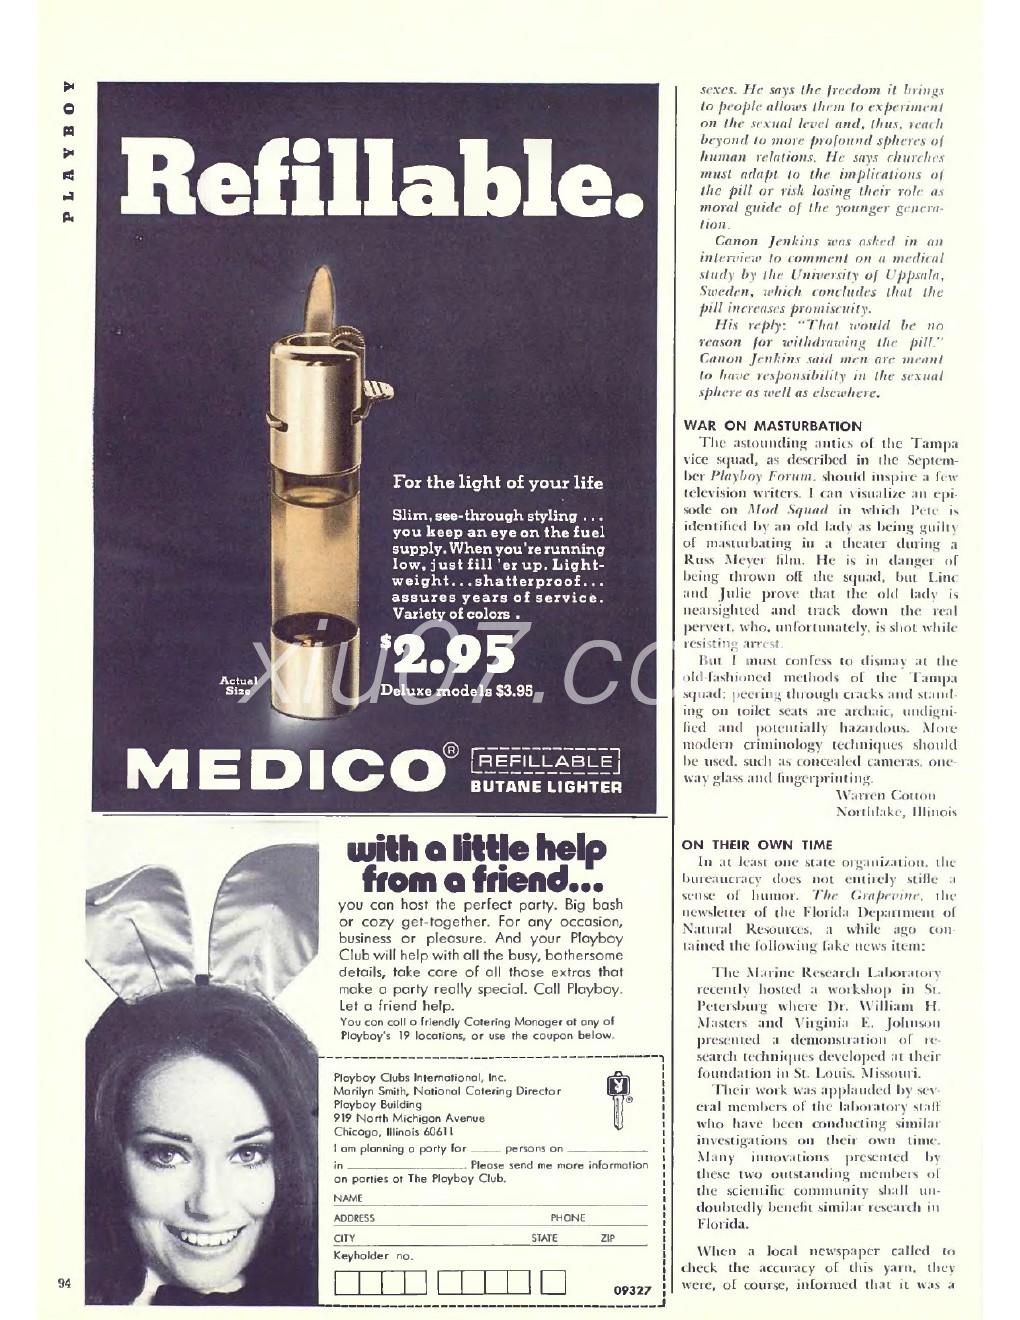 PLAYBOY
Refillable.
For the light of your life
Slim, see-through styling . . .
you keep an eye on the fuel
supply. When you're running
low, just fill 'er up. Light-
weight...shatterproof...
assures years of service.
Variety of colors .
$2.95
Actual
Size
Deluxe models $3.95
MEDICO® REFILLABLE
BUTANE LIGHTER
with a little help
from a friend...
you can host the perfect party. Big bash
or cozy get-together. For any occasion,
business or pleasure. And your Playboy
Club will help with all the busy, bothersome
details, take care of all those extras that
make a party really special. Call Playboy.
Let a friend help.
You can call a friendly Catering Manager at any of
Playboy's 19 locations, or use the coupon below.
Playboy Clubs International, Inc.
Marilyn Smith, National Catering Director
Playboy Building
919 North Michigan Avenue
Chicago, Illinois 60611
I am planning a party for persons on
in . Please send me more information
on parties at The Playboy Club.
NAME
ADDRESS PHONE
CITY STATE ZIP
Keyholder no.
09327
94
sexes. He says the freedom it brings
to people allows them to experiment
on the sexual level and, thus, reach
beyond to more profound spheres of
human relations. He says churches
must adapt to the implications of
the pill or risk losing their role as
moral guide of the younger genera-
tion.
Canon Jenkins was asked in an
interview to comment on a medical
study by the University of Uppsala,
Sweden, which concludes that the
pill increases promiscuity.
His reply: "That would be no
reason for withdrawing the pill."
Canon Jenkins said men are meant
to have responsibility in the sexual
sphere as well as elsewhere.
WAR ON MASTURBATION
The astounding antics of the Tampa
vice squad, as described in the Septem-
ber Playboy Forum, should inspire a few
television writers. I can visualize an epi-
sode on Mod Squad in which Pete is
identified by an old lady as being guilty
of masturbating in a theater during a
Russ Meyer film. He is in danger of
being thrown off the squad, but Linc
and Julie prove that the old lady is
nearsighted and track down the real
pervert, who, unfortunately, is shot while
resisting arrest.
But I must confess to dismay at the
old-fashioned methods of the Tampa
squad; peering through cracks and stand-
ing on toilet seats are archaic, undigni-
fied and potentially hazardous. More
modern criminology techniques should
be used, such as concealed cameras, one-
way glass and fingerprinting.
Warren Cotton
Northlake, Illinois
ON THEIR OWN TIME
In at least one state organization, the
bureaucracy does not entirely stifle a
sense of humor. The Grapevine, the
newsletter of the Florida Department of
Natural Resources, a while ago con-
tained the following fake news item:
The Marine Research Laboratory
recently hosted a workshop in St.
Petersburg where Dr. William H.
Masters and Virginia E. Johnson
presented a demonstration of re-
search techniques developed at their
foundation in St. Louis, Missouri.
Their work was applauded by sev-
eral members of the laboratory staff
who have been conducting similar
investigations on their own time.
Many innovations presented by
these two outstanding members of
the scientific community shall un-
doubtedly benefit similar research in
Florida.
When a local newspaper called to
check the accuracy of this yarn, they
were, of course, informed that it was a
xiu07.co